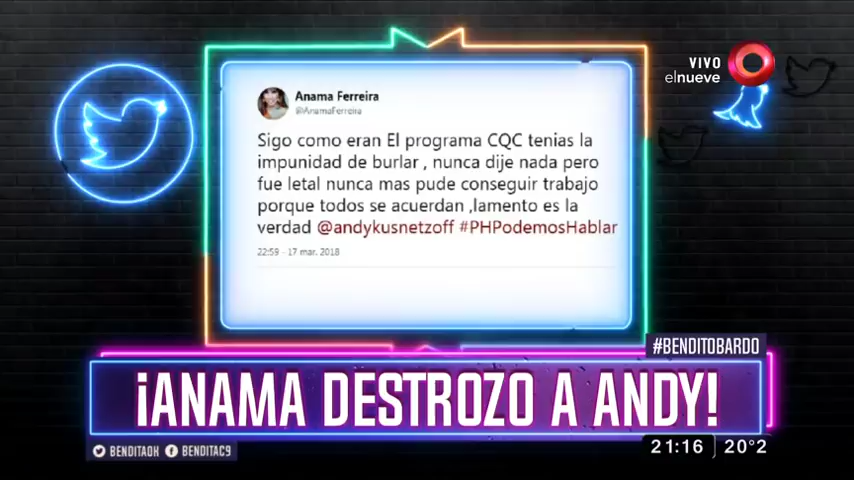 VIVO
elnueve
Anama Ferreira
@AnamaFerreira
Sigo como eran El programa CQC tenias la
impunidad de burlar , nunca dije nada pero
fue letal nunca mas pude conseguir trabajo
porque todos se acuerdan ,lamento es la
verdad @andykusnetzoff #PHPodemosHablar
22:59 - 17 mar. 2018
#BENDITOBARDO
¡ANAMA DESTROZO A ANDY!
BENDITAOK BENDITAC9
21:16 20°2